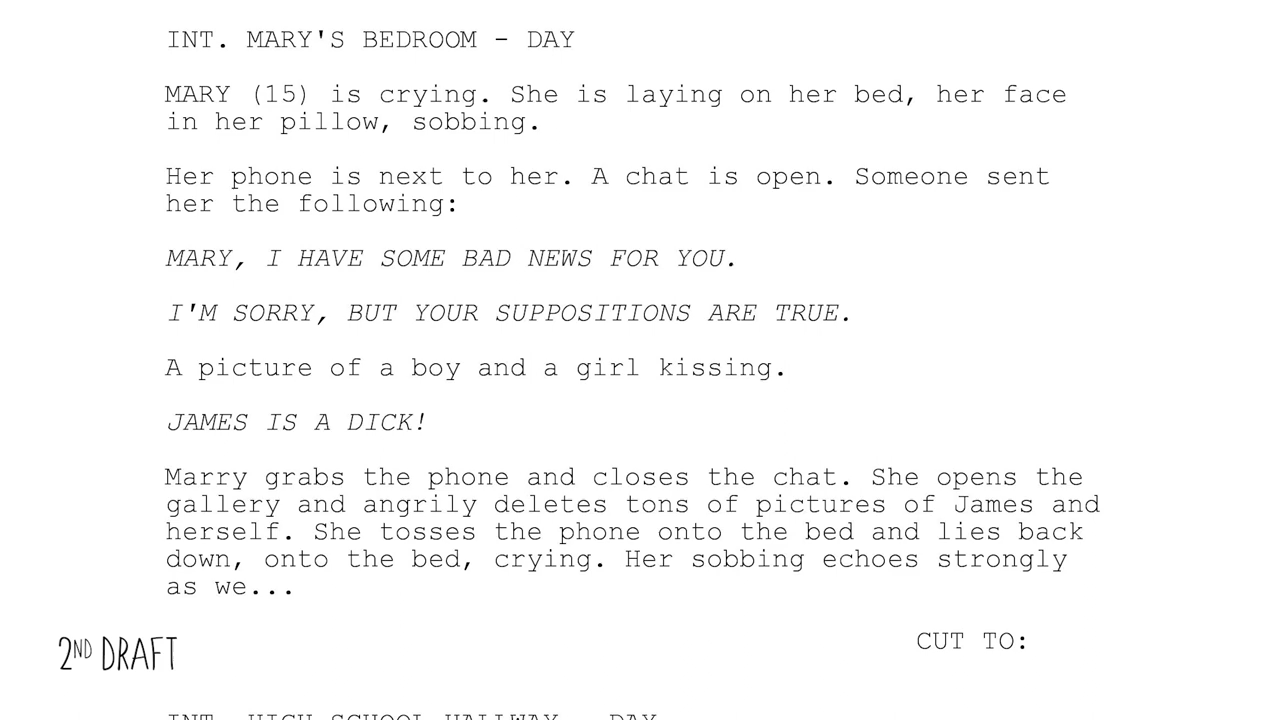 INT. MARY'S BEDROOM - DAY
MARY (15) is crying. She is laying on her bed, her face
in her pillow, sobbing.
Her phone is next to her. A chat is open. Someone sent
her the following:
MARY, I HAVE SOME BAD NEWS FOR YOU.
I'M SORRY, BUT YOUR SUPPOSITIONS ARE TRUE.
A picture of a boy and a girl kissing.
JAMES IS A DICK!
Marry grabs the phone and closes the chat. She opens the
gallery and angrily deletes tons of pictures of James and
herself. She tosses the phone onto the bed and lies back
down, onto the bed, crying. Her sobbing echoes strongly
as we...
CUT TO:
2ND DRAFT
INT. HIGH SCHOOL HALLWAY - DAY